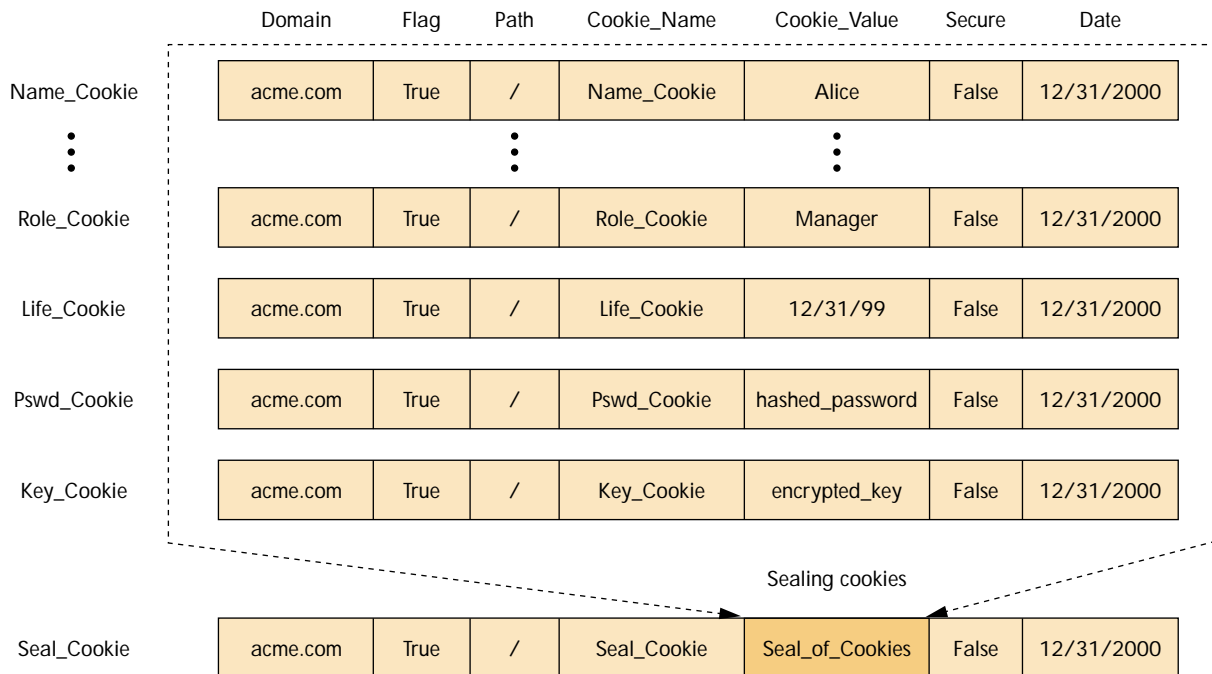 Domain Flag Path Cookie_Name Cookie_Value Secure Date
Name_Cookie acme.com True / Name_Cookie Alice False 12/31/2000
Role_Cookie acme.com True / Role_Cookie Manager False 12/31/2000
Life_Cookie acme.com True / Life_Cookie 12/31/99 False 12/31/2000
Pswd_Cookie acme.com True / Pswd_Cookie hashed_password False 12/31/2000
Key_Cookie acme.com True / Key_Cookie encrypted_key False 12/31/2000
Sealing cookies
Seal_Cookie acme.com True / Seal_Cookie Seal_of_Cookies False 12/31/2000